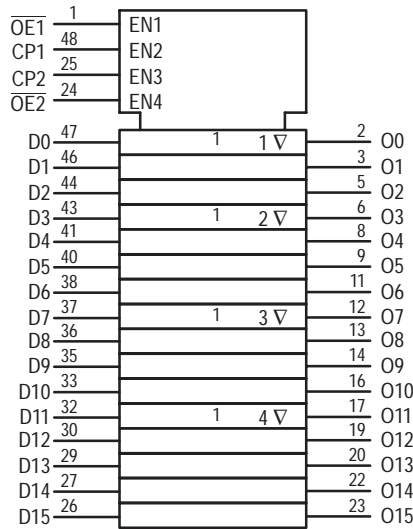 OE1 1 EN1
CP1 48 EN2
CP2 25 EN3
OE2 24 EN4
D0 47 1 1 ∇ 2 O0
D1 46 3 O1
D2 44 5 O2
D3 43 1 2 ∇ 6 O3
D4 41 8 O4
D5 40 9 O5
D6 38 11 O6
D7 37 1 3 ∇ 12 O7
D8 36 13 O8
D9 35 14 O9
D10 33 16 O10
D11 32 1 4 ∇ 17 O11
D12 30 19 O12
D13 29 20 O13
D14 27 22 O14
D15 26 23 O15